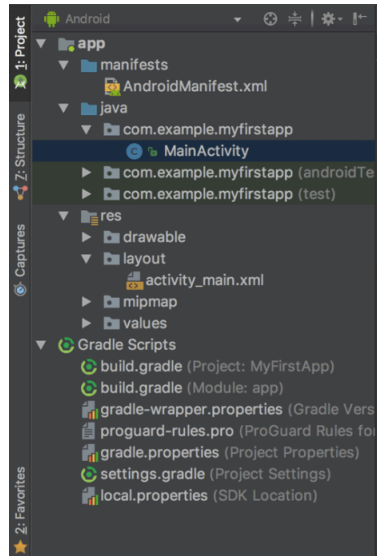 Android
app
manifests
AndroidManifest.xml
java
com.example.myfirstapp
MainActivity
com.example.myfirstapp (androidTe
com.example.myfirstapp (test)
res
drawable
layout
activity_main.xml
mipmap
values
Gradle Scripts
build.gradle (Project: MyFirstApp)
build.gradle (Module: app)
gradle-wrapper.properties (Gradle Vers
proguard-rules.pro (ProGuard Rules for
gradle.properties (Project Properties)
settings.gradle (Project Settings)
local.properties (SDK Location)
1: Project
Z: Structure
Captures
2: Favorites